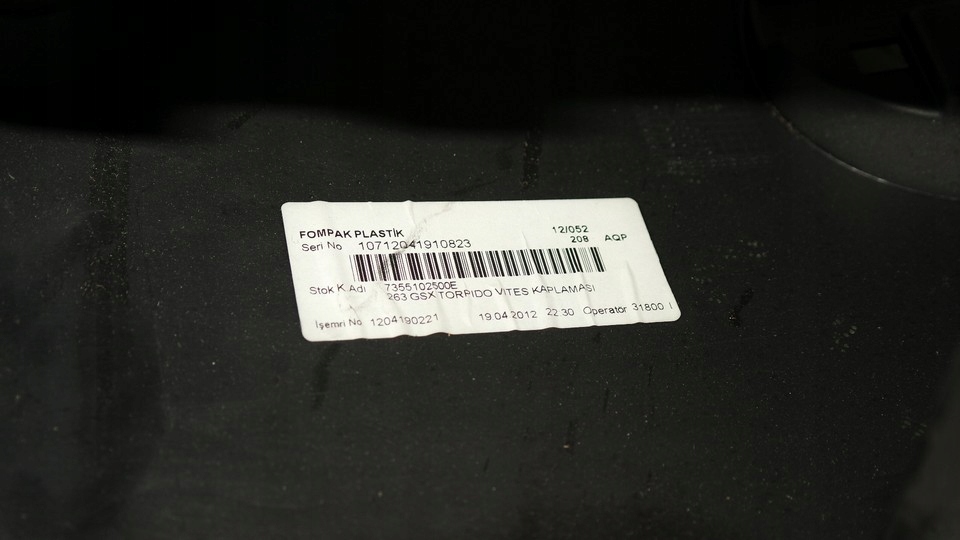 FOMPAK PLASTİK 12/052
Seri No 10712041910823 208 AQP
Stok K.Adı 7355102500E
263 GSX TORPIDO VITES KAPLAMASI
İşemri No 1204190221 19.04.2012 22:30 Operator 31800 I